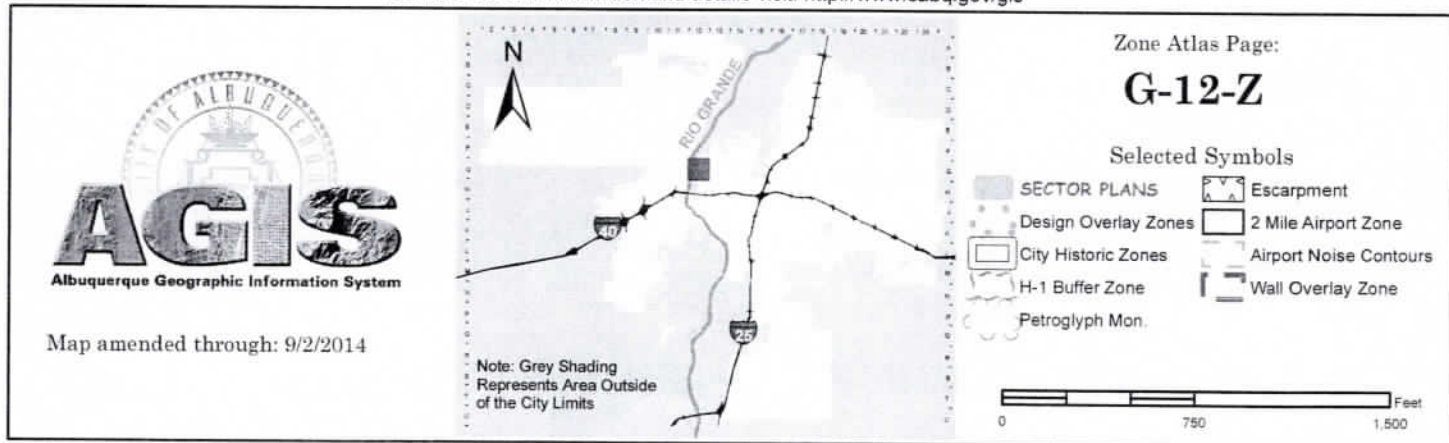 CITY OF ALBUQUERQUE
AGIS
Albuquerque Geographic Information System
Map amended through: 9/2/2014
N
RIO GRANDE
40
25
Note: Grey Shading
Represents Area Outside
of the City Limits
Zone Atlas Page:
G-12-Z
Selected Symbols
SECTOR PLANS
Escarpment
Design Overlay Zones
2 Mile Airport Zone
City Historic Zones
Airport Noise Contours
H-1 Buffer Zone
Wall Overlay Zone
Petroglyph Mon.
Feet
0
750
1,500